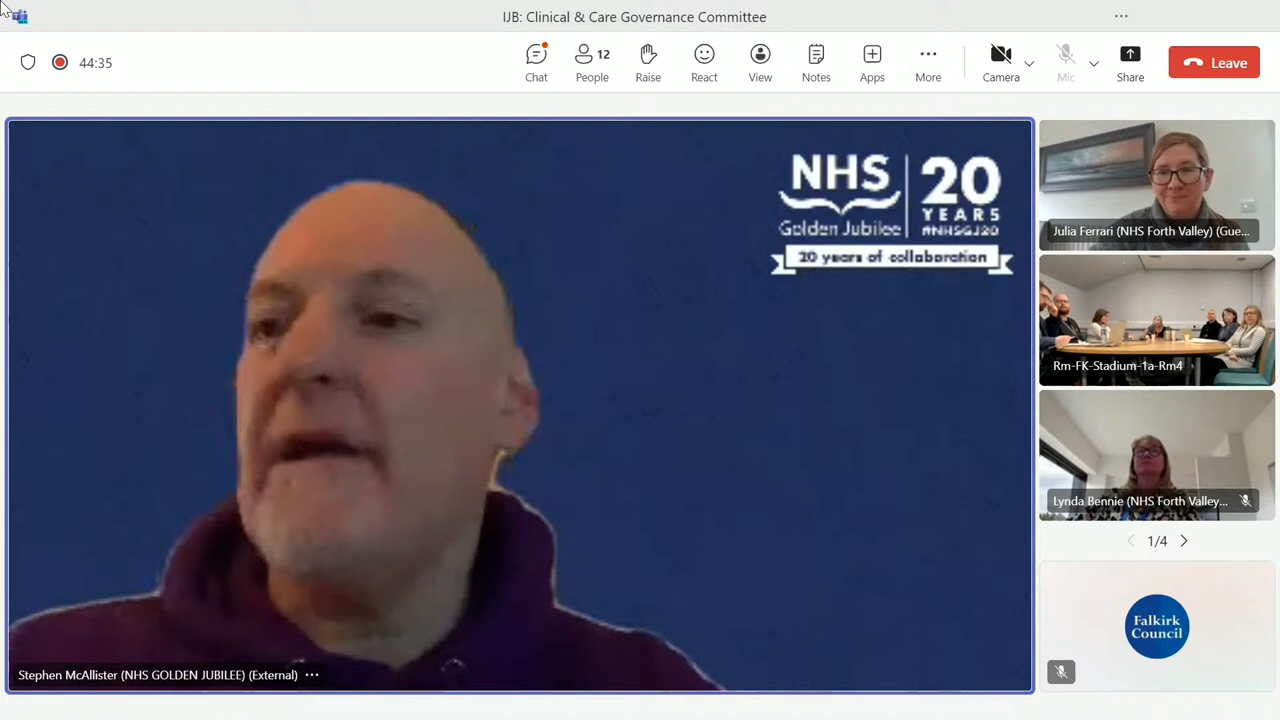 IJB: Clinical & Care Governance Committee
44:35
Chat
12
People
Raise
React
View
Notes
Apps
More
Camera
Mic
Share
Leave
NHS
Golden Jubilee
20
YEARS
#NHSGJ20
20 years of collaboration
Stephen McAllister (NHS GOLDEN JUBILEE) (External)
Julia Ferrari (NHS Forth Valley) (Gue...
Rm-FK-Stadium-1a-Rm4
Lynda Bennie (NHS Forth Valley...
1/4
Falkirk
Council